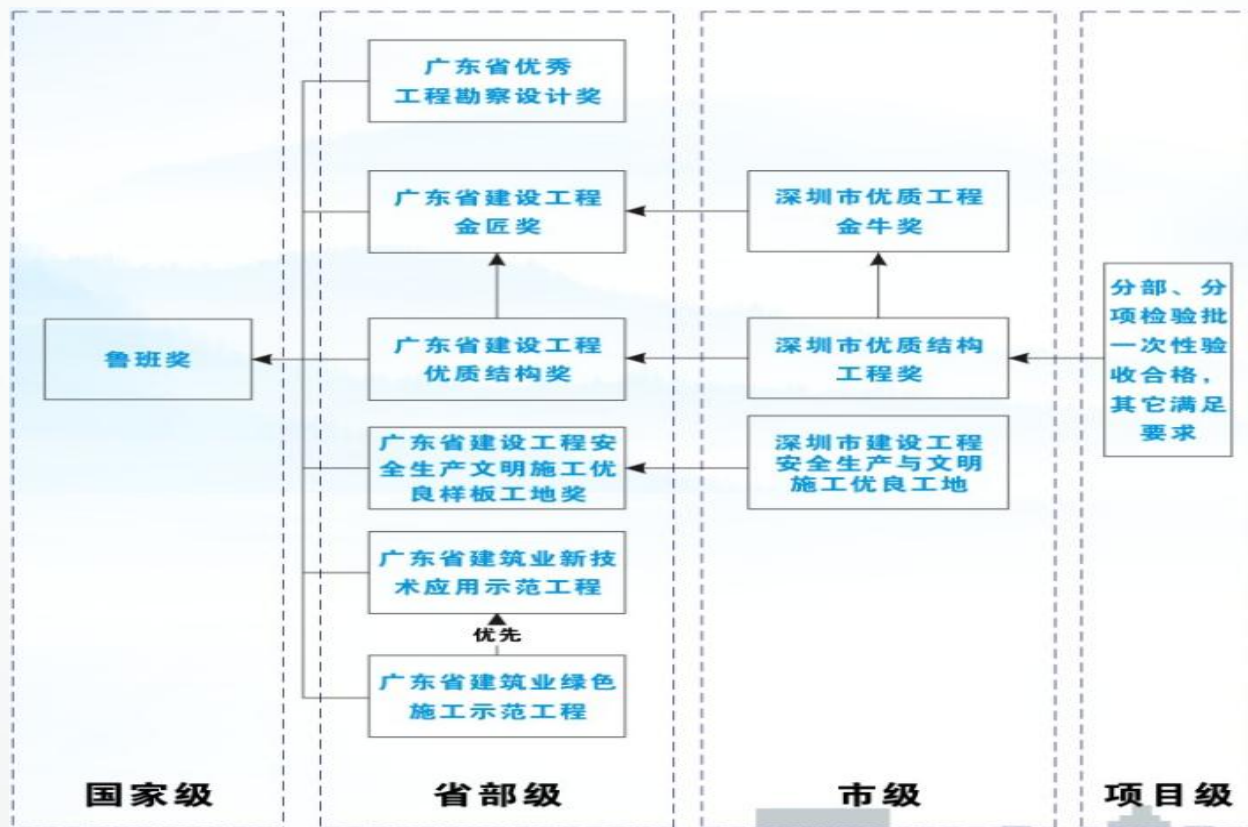 广东省优秀
工程勘察设计奖
广东省建设工程
金匠奖
深圳市优质工程
金牛奖
分部、分
项检验批
一次性验
收合格，
其它满足
要求
鲁班奖
广东省建设工程
优质结构奖
深圳市优质结构
工程奖
广东省建设工程安
全生产文明施工优
良样板工地奖
深圳市建设工程
安全生产与文明
施工优良工地
广东省建筑业新技
术应用示范工程
优先
广东省建筑业绿色
施工示范工程
国家级
省部级
市级
项目级